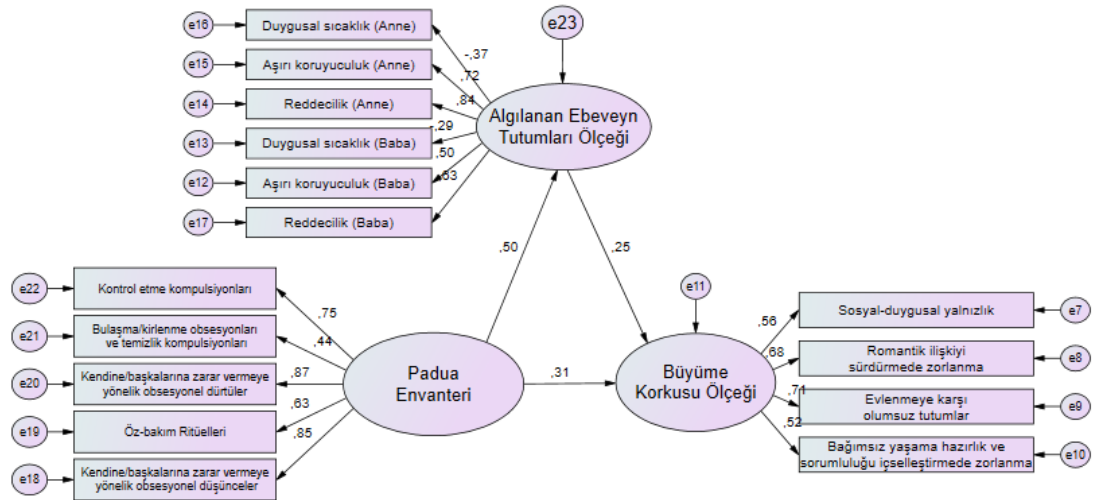 e16
Duygusal sıcaklık (Anne)
e15
Aşırı koruyuculuk (Anne)
e14
Reddecilik (Anne)
e13
Duygusal sıcaklık (Baba)
e12
Aşırı koruyuculuk (Baba)
e17
Reddecilik (Baba)
-,37
,72
,84
-,29
,50
,53
e23
Algılanan Ebeveyn
Tutumları Ölçeği
,50
,25
e22
Kontrol etme kompulsiyonları
e21
Bulaşma/kirlenme obsesyonları
ve temizlik kompulsiyonları
e20
Kendine/başkalarına zarar vermeye
yönelik obsesyonel dürtüler
e19
Öz-bakım Ritüelleri
e18
Kendine/başkalarına zarar vermeye
yönelik obsesyonel düşünceler
,75
,44
,87
,63
,85
Padua
Envanteri
,31
e11
Büyüme
Korkusu Ölçeği
,56
,68
,71
,52
Sosyal-duygusal yalnızlık
e7
Romantik ilişkiyi
sürdürmede zorlanma
e8
Evlenmeye karşı
olumsuz tutumlar
e9
Bağımsız yaşama hazırlık ve
sorumluluğu içselleştirmede zorlanma
e10